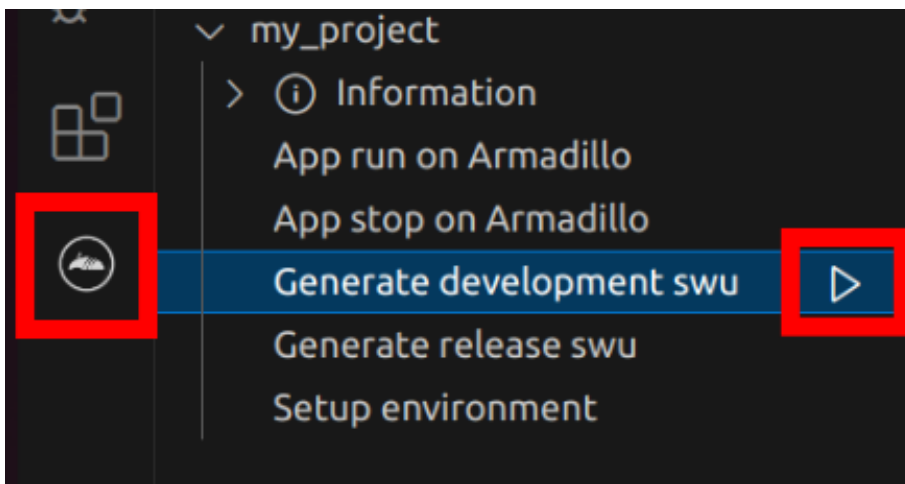 my_project
Information
App run on Armadillo
App stop on Armadillo
Generate development swu
Generate release swu
Setup environment